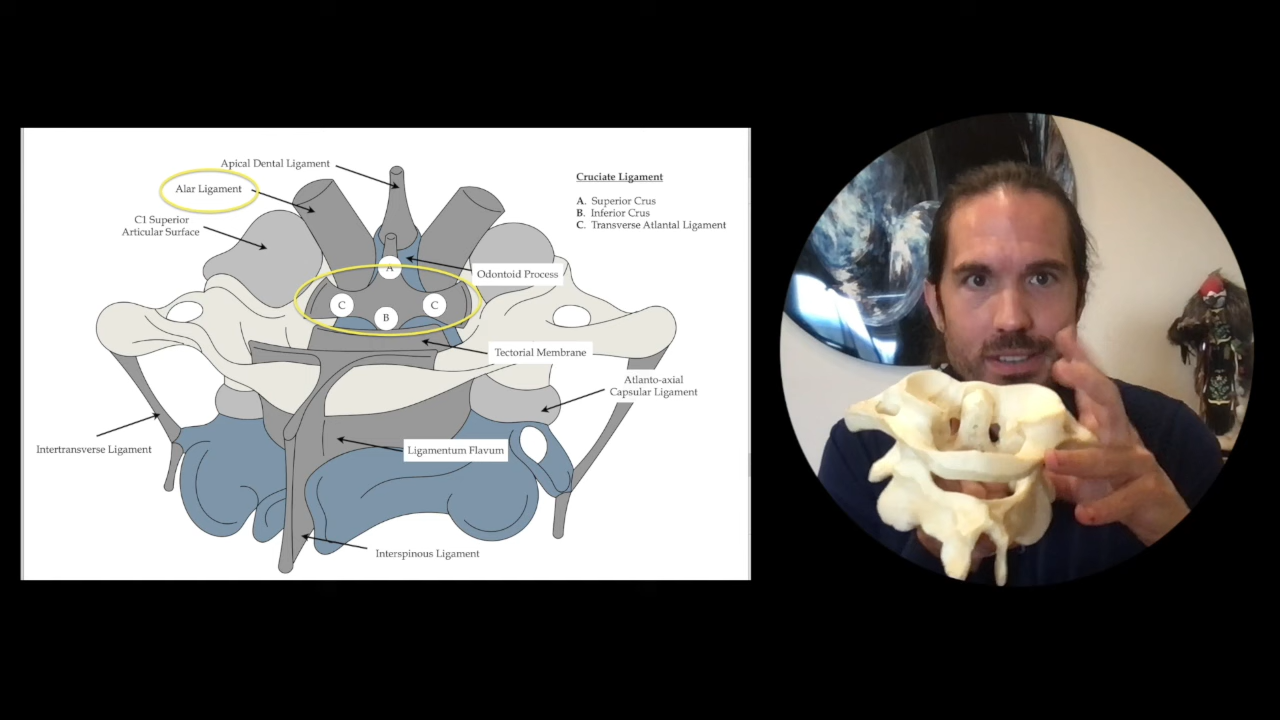 Apical Dental Ligament
Alar Ligament
C1 Superior
Articular Surface
Cruciate Ligament
A. Superior Crus
B. Inferior Crus
C. Transverse Atlantal Ligament
Odontoid Process
A
C
C
B
Tectorial Membrane
Atlanto-axial
Capsular Ligament
Intertransverse Ligament
Ligamentum Flavum
Interspinous Ligament